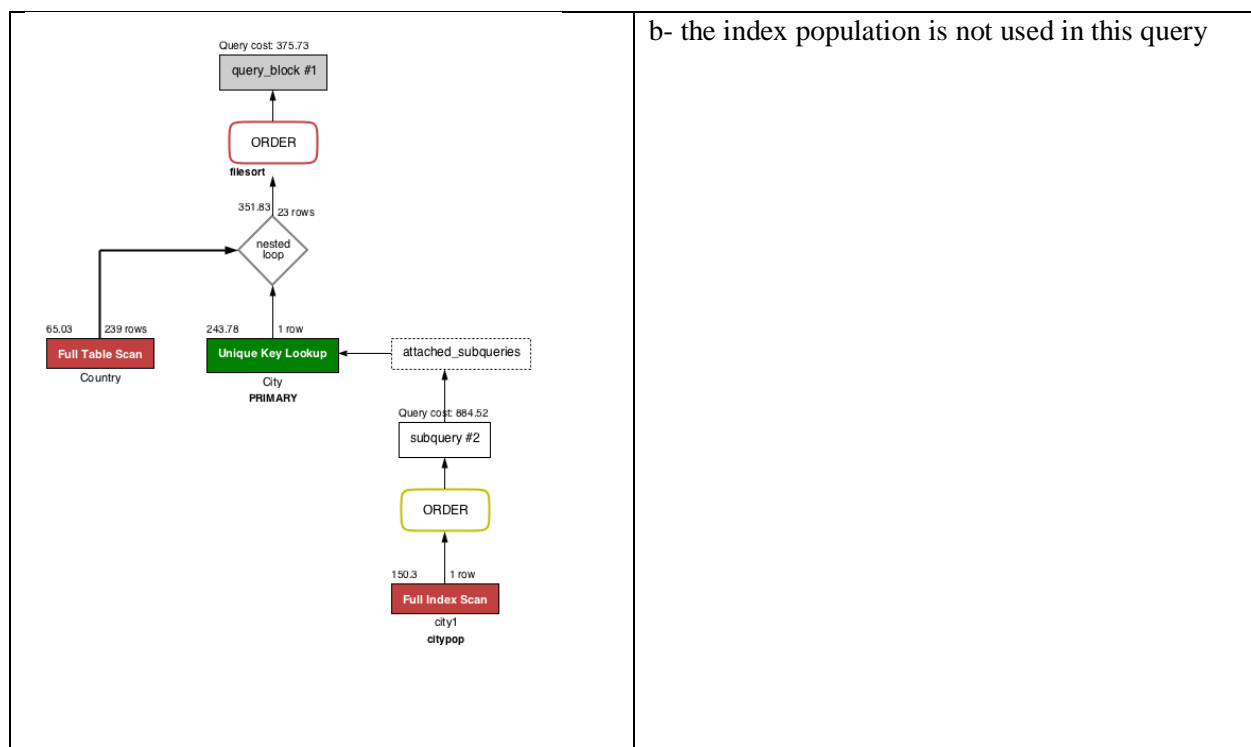 Query cost: 375.73
query_block #1
ORDER
filesort
351.83 23 rows
nested
loop
65.03 239 rows
Full Table Scan
Country
243.78 1 row
Unique Key Lookup
City
PRIMARY
attached_subqueries
Query cost: 884.52
subquery #2
ORDER
150.3 1 row
Full Index Scan
city1
citypop
b- the index population is not used in this query